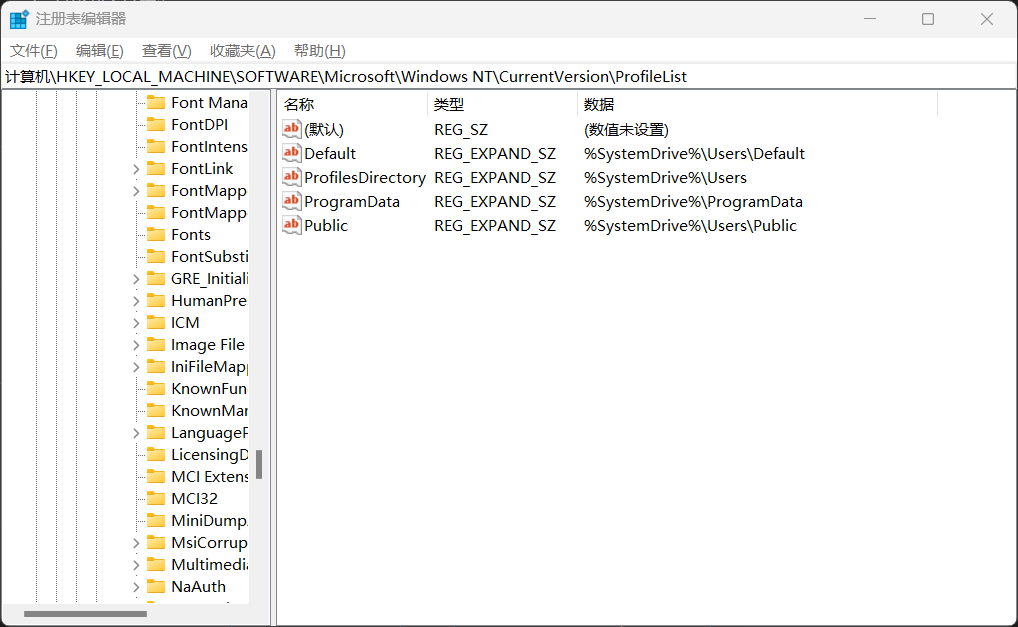 注册表编辑器
文件(F) 编辑(E) 查看(V) 收藏夹(A) 帮助(H)
计算机\HKEY_LOCAL_MACHINE\SOFTWARE\Microsoft\Windows NT\CurrentVersion\ProfileList
Font Mana
FontDPI
FontIntens
FontLink
FontMapp
FontMapp
Fonts
FontSubsti
GRE_Initiali
HumanPre
ICM
Image File
IniFileMap
KnownFun
KnownMan
LanguageP
LicensingD
MCI Extens
MCI32
MiniDump
MsiCorrup
Multimedia
NaAuth
名称 类型 数据
(默认) REG_SZ (数值未设置)
Default REG_EXPAND_SZ %SystemDrive%\Users\Default
ProfilesDirectory REG_EXPAND_SZ %SystemDrive%\Users
ProgramData REG_EXPAND_SZ %SystemDrive%\ProgramData
Public REG_EXPAND_SZ %SystemDrive%\Users\Public